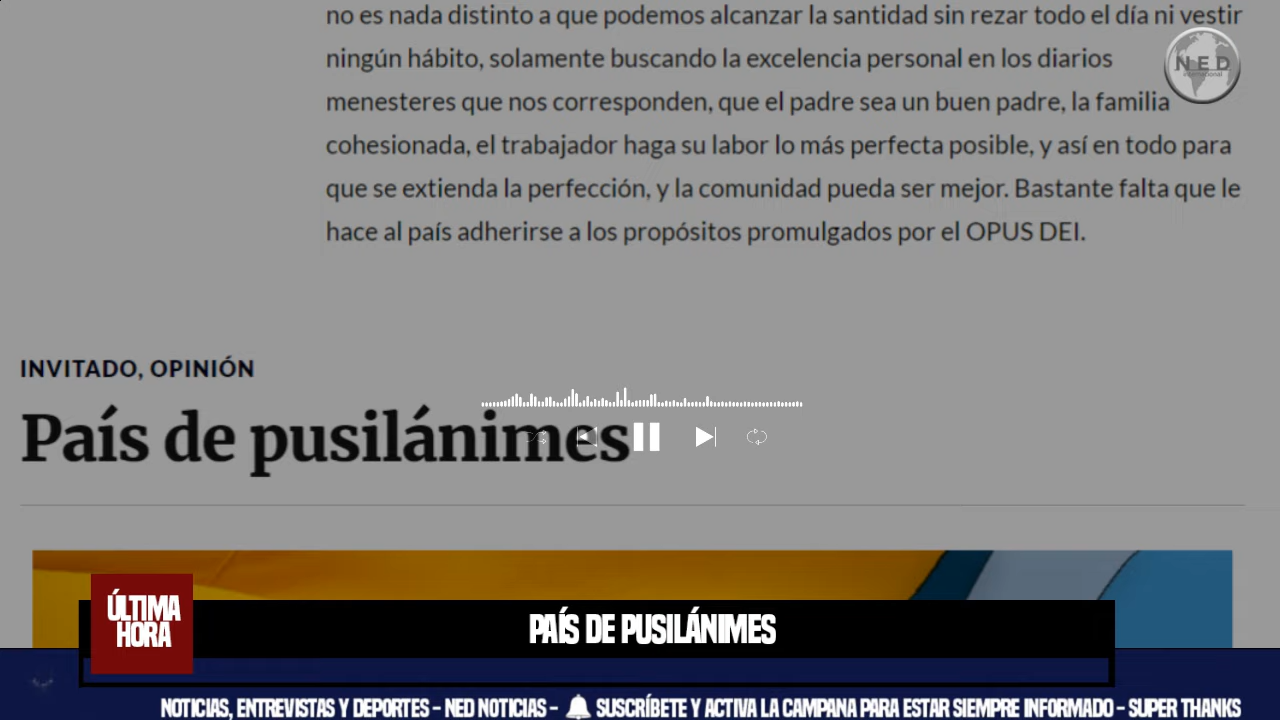 no es nada distinto a que podemos alcanzar la santidad sin rezar todo el día ni vestir
ningún hábito, solamente buscando la excelencia personal en los diarios
menesteres que nos corresponden, que el padre sea un buen padre, la familia
cohesionada, el trabajador haga su labor lo más perfecta posible, y así en todo para
que se extienda la perfección, y la comunidad pueda ser mejor. Bastante falta que le
hace al país adherirse a los propósitos promulgados por el OPUS DEI.
NED
international
INVITADO, OPINIÓN
País de pusilánimes
ÚLTIMA
HORA
PAÍS DE PUSILÁNIMES
NOTICIAS, ENTREVISTAS Y DEPORTES - NED NOTICIAS - SUSCRÍBETE Y ACTIVA LA CAMPANA PARA ESTAR SIEMPRE INFORMADO - SUPER THANKS